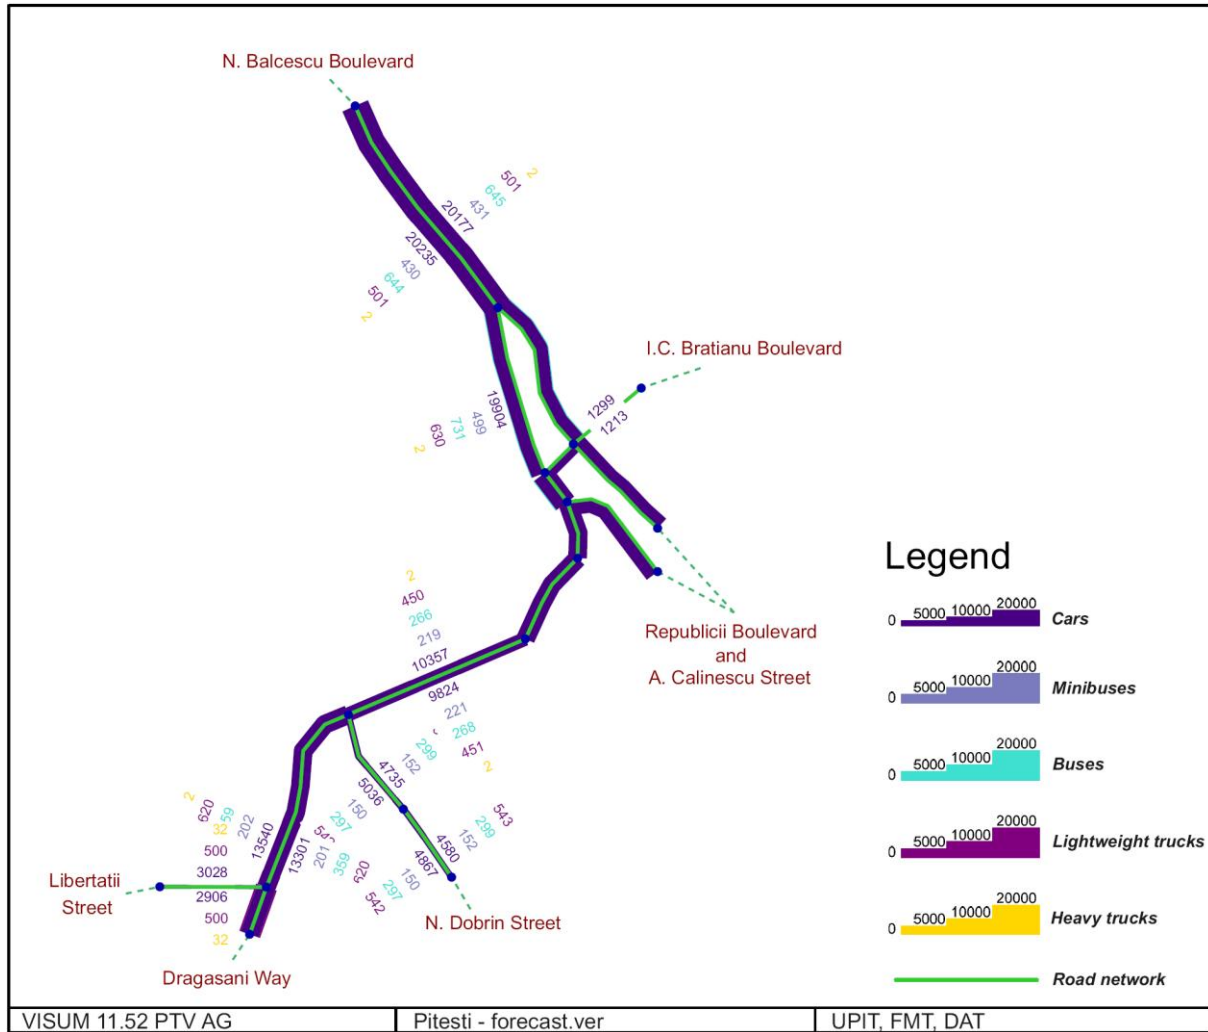 N. Balcescu Boulevard
2
501
645
431
20177
20235
430
644
501
2
I.C. Bratianu Boulevard
1299
1213
19904
499
731
630
2
2
450
266
219
10357
9824
221
268
451
2
Republicii Boulevard
and
A. Calinescu Street
299
152
4735
5036
150
297
543
299
152
4580
4867
150
297
542
2
620
59
202
13540
13301
201
359
620
32
500
3028
2906
500
32
Libertatii
Street
N. Dobrin Street
Dragasani Way
Legend
0 5000 10000 20000 Cars
0 5000 10000 20000 Minibuses
0 5000 10000 20000 Buses
0 5000 10000 20000 Lightweight trucks
0 5000 10000 20000 Heavy trucks
Road network
VISUM 11.52 PTV AG
Pitesti - forecast.ver
UPIT, FMT, DAT